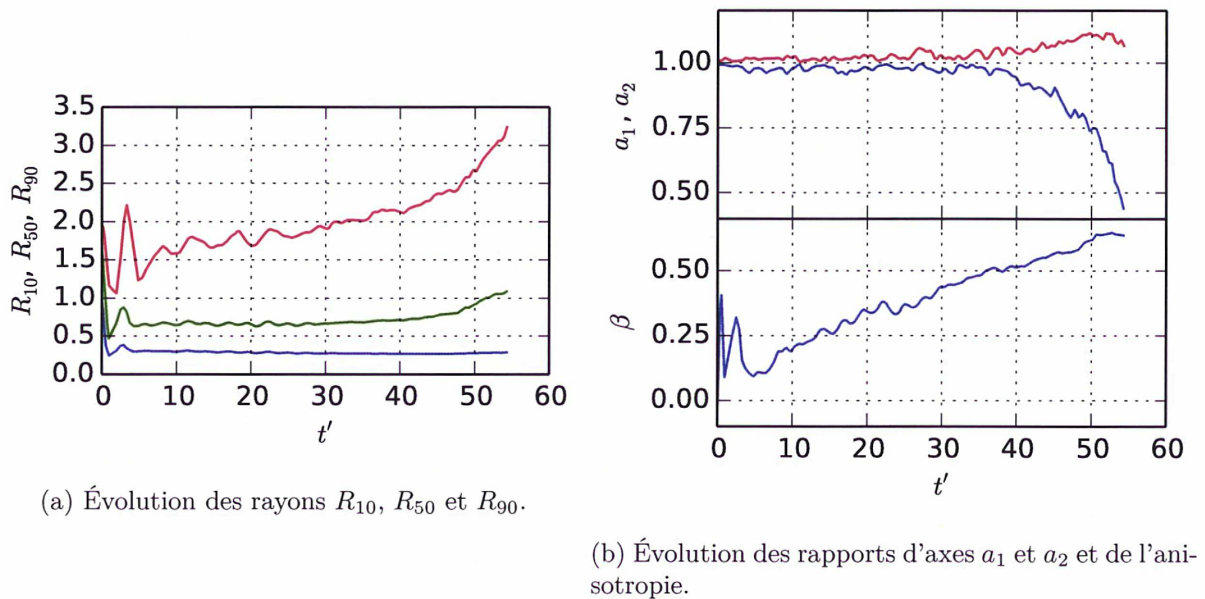 3.5
3.0
2.5
2.0
1.5
1.0
0.5
0.0
R₁₀, R₅₀, R₉₀
0 10 20 30 40 50 60
t′
(a) Évolution des rayons R₁₀, R₅₀ et R₉₀.
1.00
0.75
0.50
a₁, a₂
0.50
0.25
0.00
β
0 10 20 30 40 50 60
t′
(b) Évolution des rapports d'axes a₁ et a₂ et de l'ani-
sotropie.